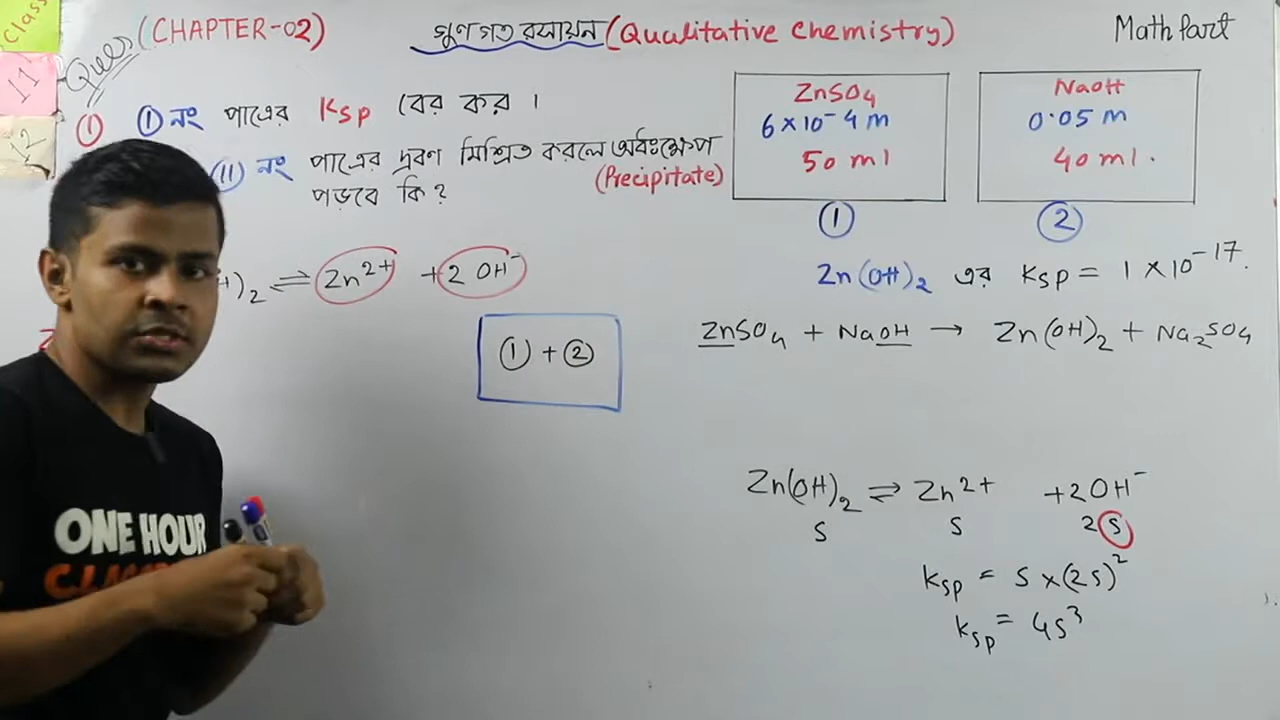 Class
11
12
(CHAPTER-02)
গুণগত রসায়ন (Qualitative Chemistry)
Math Part
Ques
① ① নং পাত্রের Ksp বের কর।
⑪ নং পাত্রের দ্রবণ মিশ্রিত করলে অধঃক্ষেপ
(Precipitate)
পড়বে কি?
ZnSO₄
6×10⁻⁴ m
50 ml
①
NaOH
0.05 m
40 ml.
②
)₂ ⇌ Zn²⁺ + 2 OH⁻
① + ②
Zn(OH)₂ এর Ksp = 1 × 10⁻¹⁷.
ZnSO₄ + NaOH → Zn(OH)₂ + Na₂SO₄
Zn(OH)₂ ⇌ Zn²⁺ + 2OH⁻
S S 2S
Ksp = S × (2S)²
Ksp = 4S³
ONE HOUR